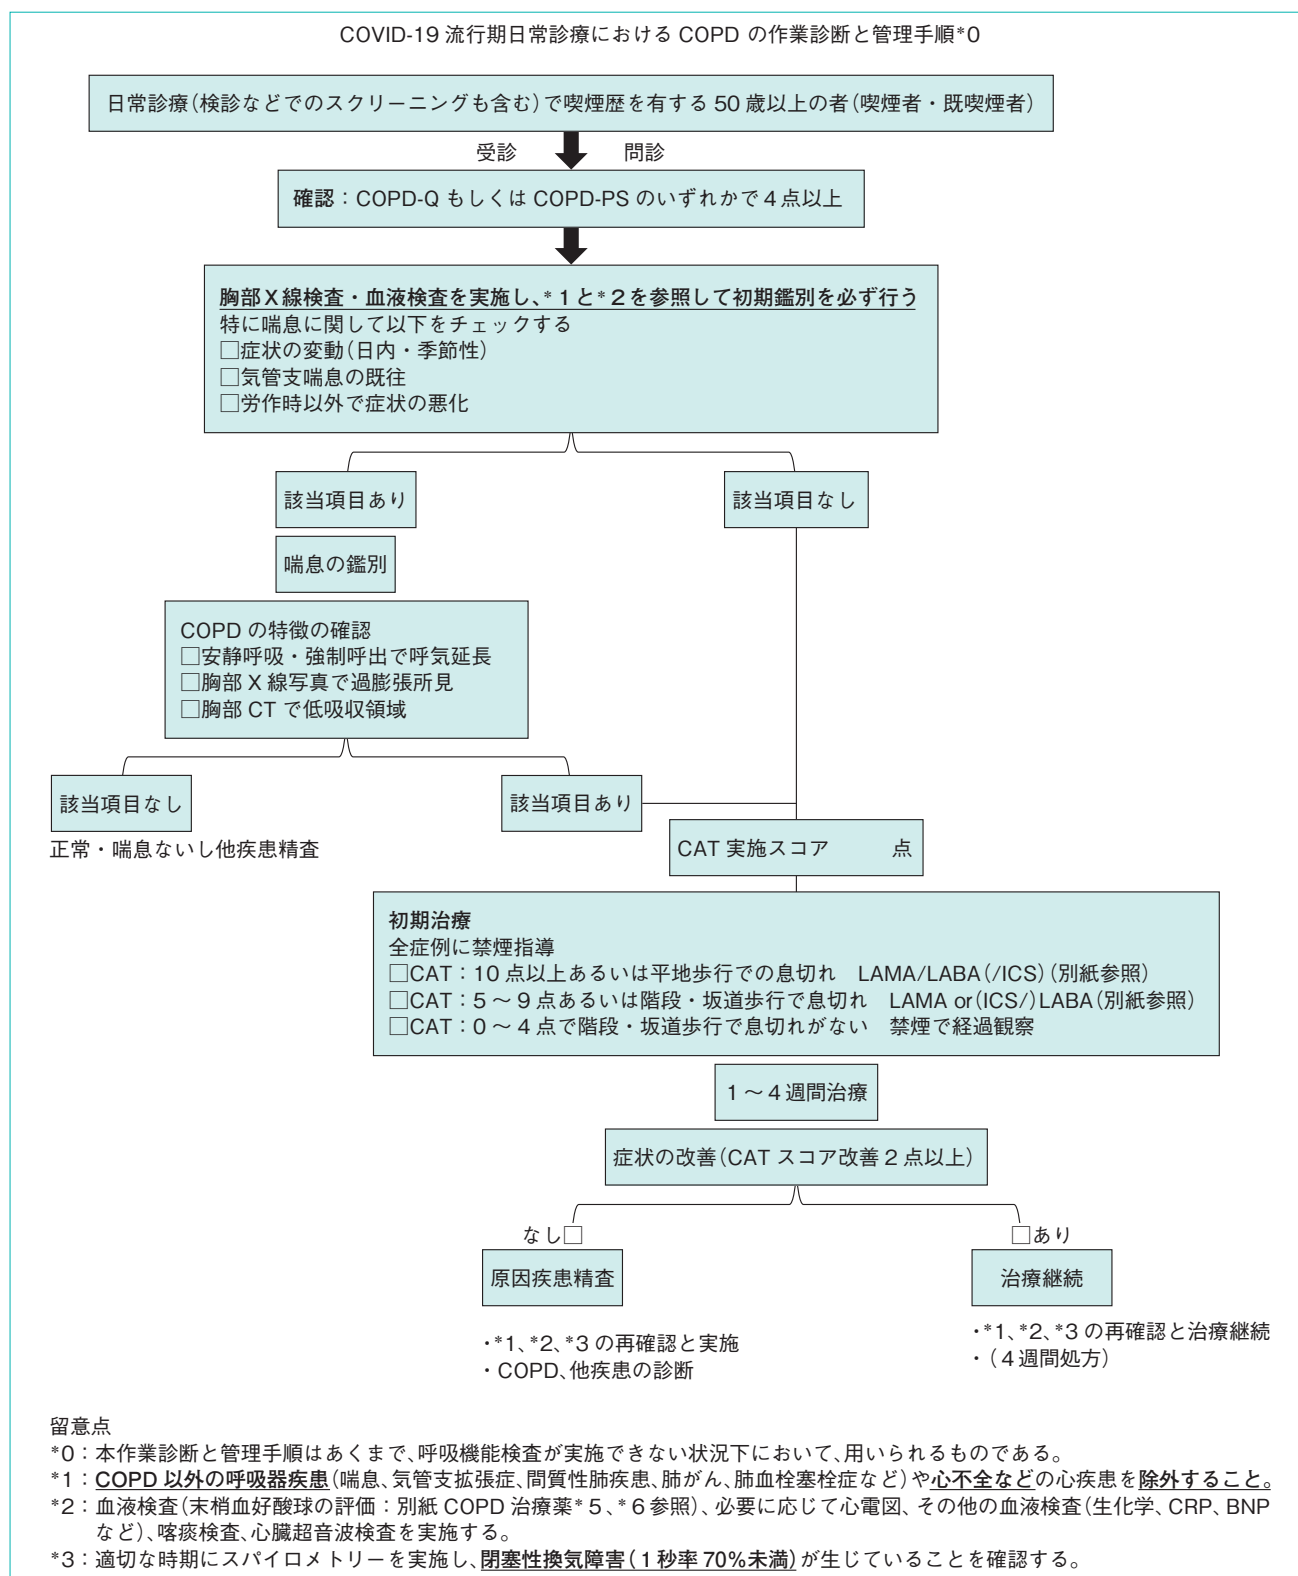 COVID-19 流行期日常診療における COPD の作業診断と管理手順*0
日常診療(検診などでのスクリーニングも含む)で喫煙歴を有する 50 歳以上の者(喫煙者・既喫煙者)
受診 問診
確認：COPD-Q もしくは COPD-PS のいずれかで 4 点以上
胸部 X 線検査・血液検査を実施し、*1 と*2 を参照して初期鑑別を必ず行う
特に喘息に関して以下をチェックする
□症状の変動(日内・季節性)
□気管支喘息の既往
□労作時以外で症状の悪化
該当項目あり 該当項目なし
喘息の鑑別
COPD の特徴の確認
□安静呼吸・強制呼出で呼気延長
□胸部 X 線写真で過膨張所見
□胸部 CT で低吸収領域
該当項目なし 該当項目あり
正常・喘息ないし他疾患精査
CAT 実施スコア 点
初期治療
全症例に禁煙指導
□CAT：10 点以上あるいは平地歩行での息切れ LAMA/LABA(/ICS)(別紙参照)
□CAT：5～9 点あるいは階段・坂道歩行で息切れ LAMA or(ICS/)LABA(別紙参照)
□CAT：0～4 点で階段・坂道歩行で息切れがない 禁煙で経過観察
1～4 週間治療
症状の改善(CAT スコア改善 2 点以上)
なし□ □あり
原因疾患精査 治療継続
・*1、*2、*3 の再確認と実施
・COPD、他疾患の診断
・*1、*2、*3 の再確認と治療継続
・(4 週間処方)
留意点
*0：本作業診断と管理手順はあくまで、呼吸機能検査が実施できない状況下において、用いられるものである。
*1：COPD 以外の呼吸器疾患(喘息、気管支拡張症、間質性肺疾患、肺がん、肺血栓塞栓症など)や心不全などの心疾患を除外すること。
*2：血液検査(末梢血好酸球の評価：別紙 COPD 治療薬*5、*6 参照)、必要に応じて心電図、その他の血液検査(生化学、CRP、BNP
など)、喀痰検査、心臓超音波検査を実施する。
*3：適切な時期にスパイロメトリーを実施し、閉塞性換気障害(1 秒率 70％未満)が生じていることを確認する。